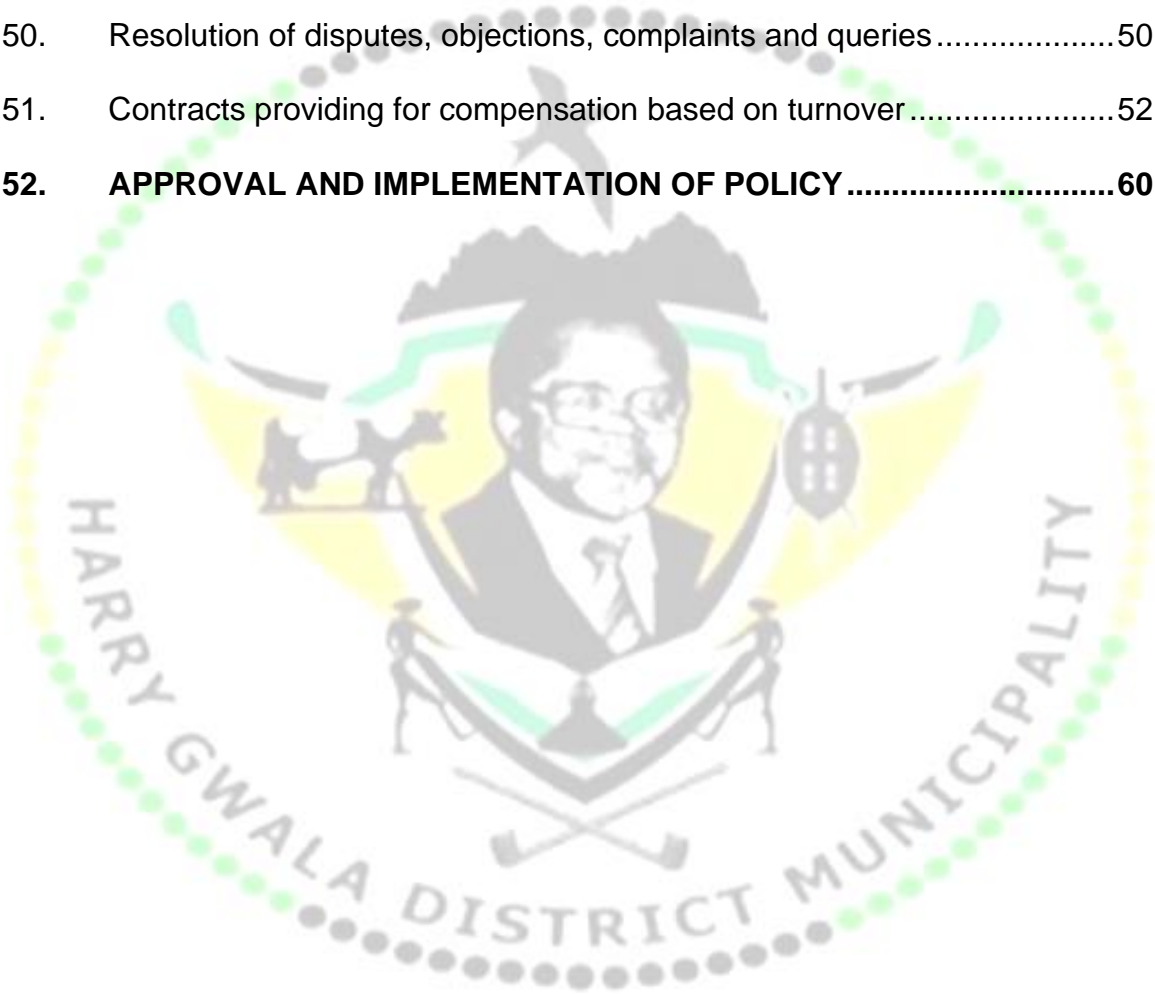 50. Resolution of disputes, objections, complaints and queries....................50
51. Contracts providing for compensation based on turnover......................52
52. APPROVAL AND IMPLEMENTATION OF POLICY..............................60
HARRY GWALA DISTRICT MUNICIPALITY